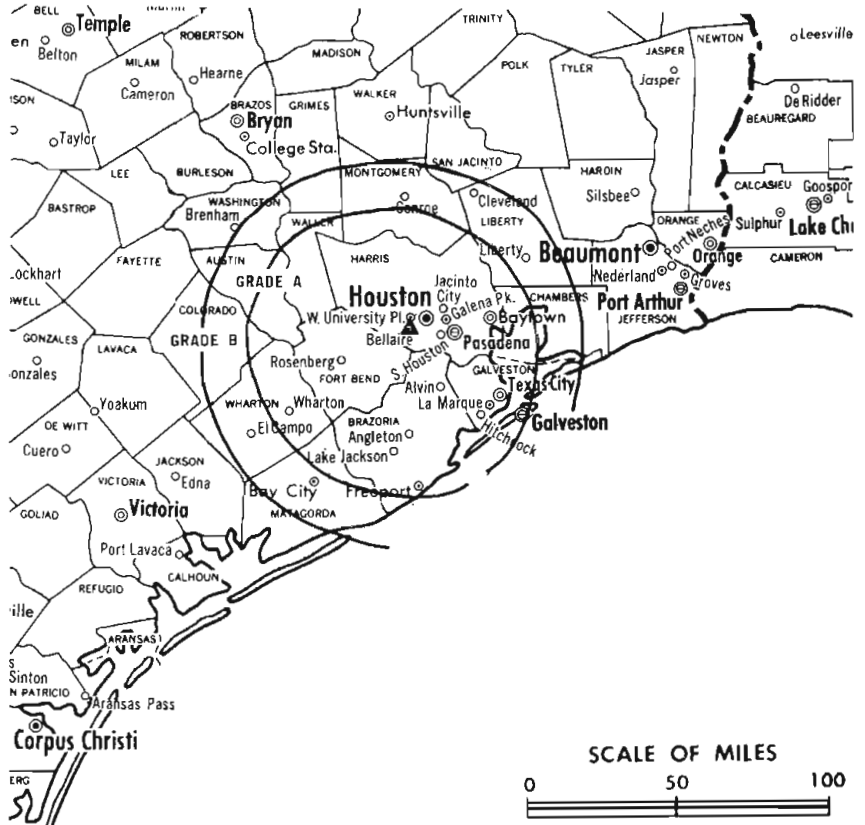 BELL
Temple
Belton
MILAM
Cameron
ROBERTSON
Hearne
MADISON
TRINITY
POLK
TYLER
JASPER
Jasper
NEWTON
Leesville
De Ridder
BEAUREGARD
Taylor
BRAZOS
Bryan
College Sta.
GRIMES
WALKER
Huntsville
LEE
BURLESON
WASHINGTON
Brenham
MONTGOMERY
Conroe
SAN JACINTO
Cleveland
HARDIN
Silsbee
CALCASIEU
Sulphur
BASTROP
FAYETTE
AUSTIN
WALLER
HARRIS
LIBERTY
Liberty
Beaumont
ORANGE
Port Neches
Orange
CAMERON
Nederland
Groves
Port Arthur
JEFFERSON
CHAMBERS
GRADE A
GRADE B
COLORADO
Houston
Jacinto
City
Galena Pk.
W. University Pl.
Bellaire
S. Houston
Pasadena
Baytown
Lockhart
GONZALES
LAVACA
Rosenberg
FORT BEND
Alvin
GALVESTON
Texas City
La Marque
Hitchcock
Galveston
Yoakum
DE WITT
Cuero
WHARTON
Wharton
El Campo
BRAZORIA
Angleton
Lake Jackson
JACKSON
Edna
VICTORIA
Victoria
Bay City
Freeport
MATAGORDA
GOLIAD
Port Lavaca
CALHOUN
REFUGIO
ARANSAS
Sinton
N PATRICIO
Aransas Pass
Corpus Christi
ERG
SCALE OF MILES
0 50 100